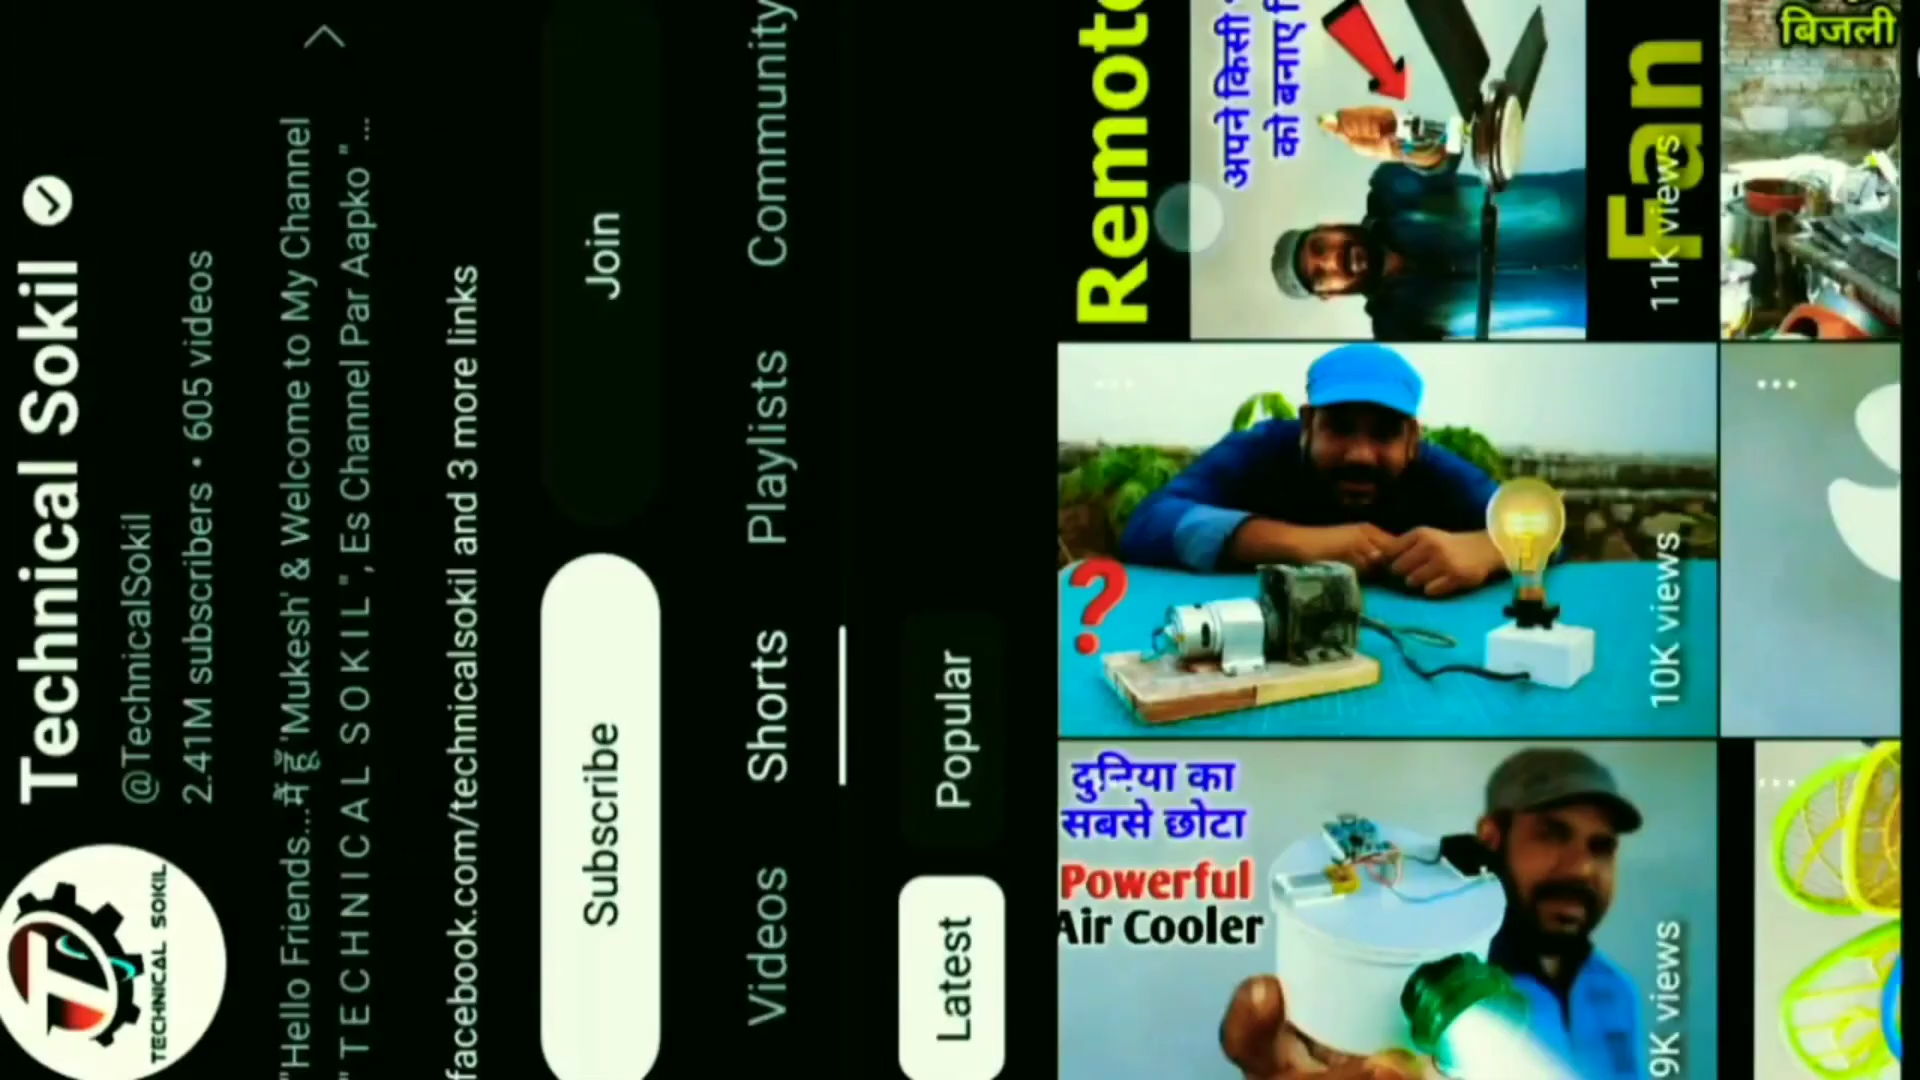 Technical Sokil
@TechnicalSokil
2.41M subscribers • 605 videos
"Hello Friends...मैं हूँ 'Mukesh' & Welcome to My Channel
" T E C H N I C A L S O K I L ", Es Channel Par Aapko "...
facebook.com/technicalsokil and 3 more links
TECHNICAL SOKIL
Subscribe
Join
Videos
Shorts
Playlists
Community
Latest
Popular
दुनिया का
सबसे छोटा
Powerful
Air Cooler
9K views
?
10K views
अपने किसी
को बनाए
Fan
11K views
बिजली